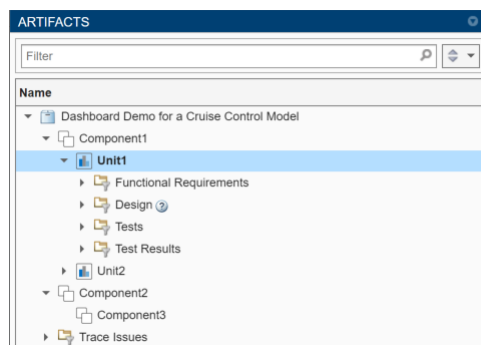 ARTIFACTS
Filter
Name
Dashboard Demo for a Cruise Control Model
Component1
Unit1
Functional Requirements
Design
Tests
Test Results
Unit2
Component2
Component3
Trace Issues